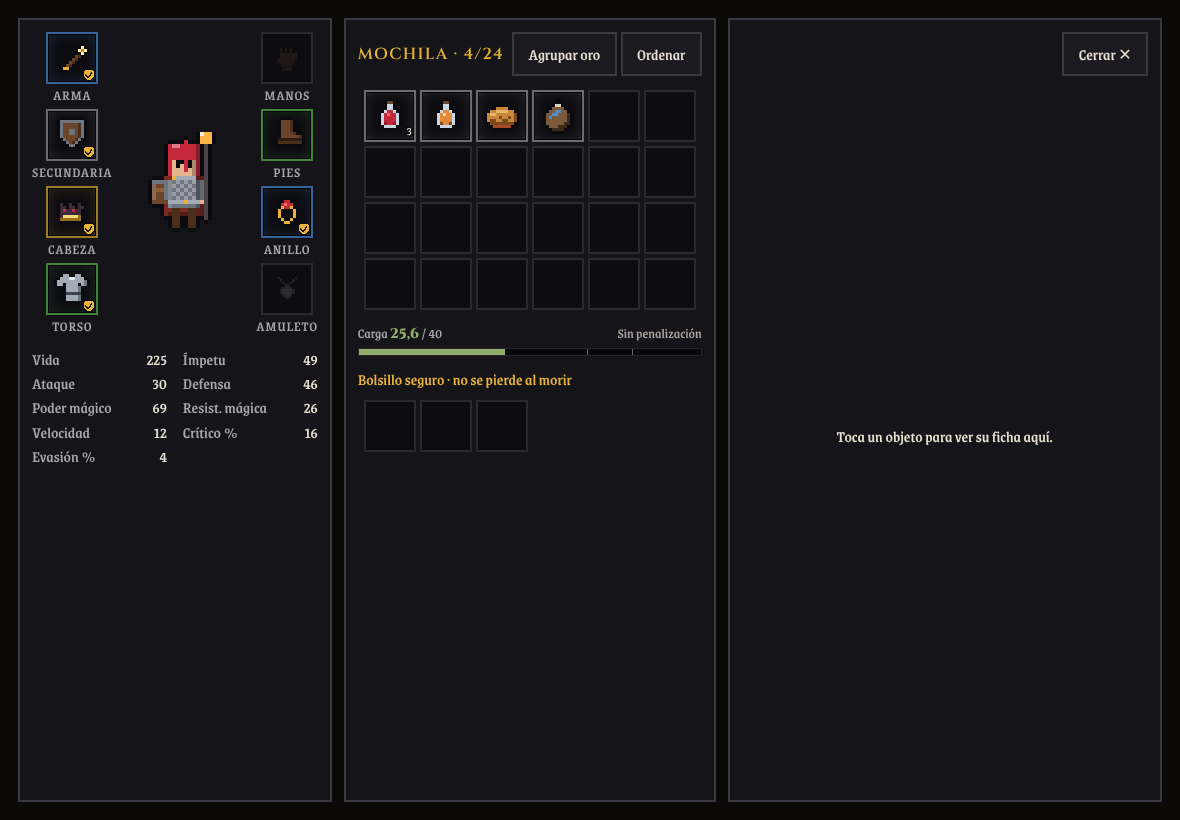 ARMA
SECUNDARIA
CABEZA
TORSO
MANOS
PIES
ANILLO
AMULETO
Vida 225 Ímpetu 49
Ataque 30 Defensa 46
Poder mágico 69 Resist. mágica 26
Velocidad 12 Crítico % 16
Evasión % 4
MOCHILA · 4/24 Agrupar oro Ordenar
3
Carga 25,6 / 40 Sin penalización
Bolsillo seguro · no se pierde al morir
Cerrar ✕
Toca un objeto para ver su ficha aquí.